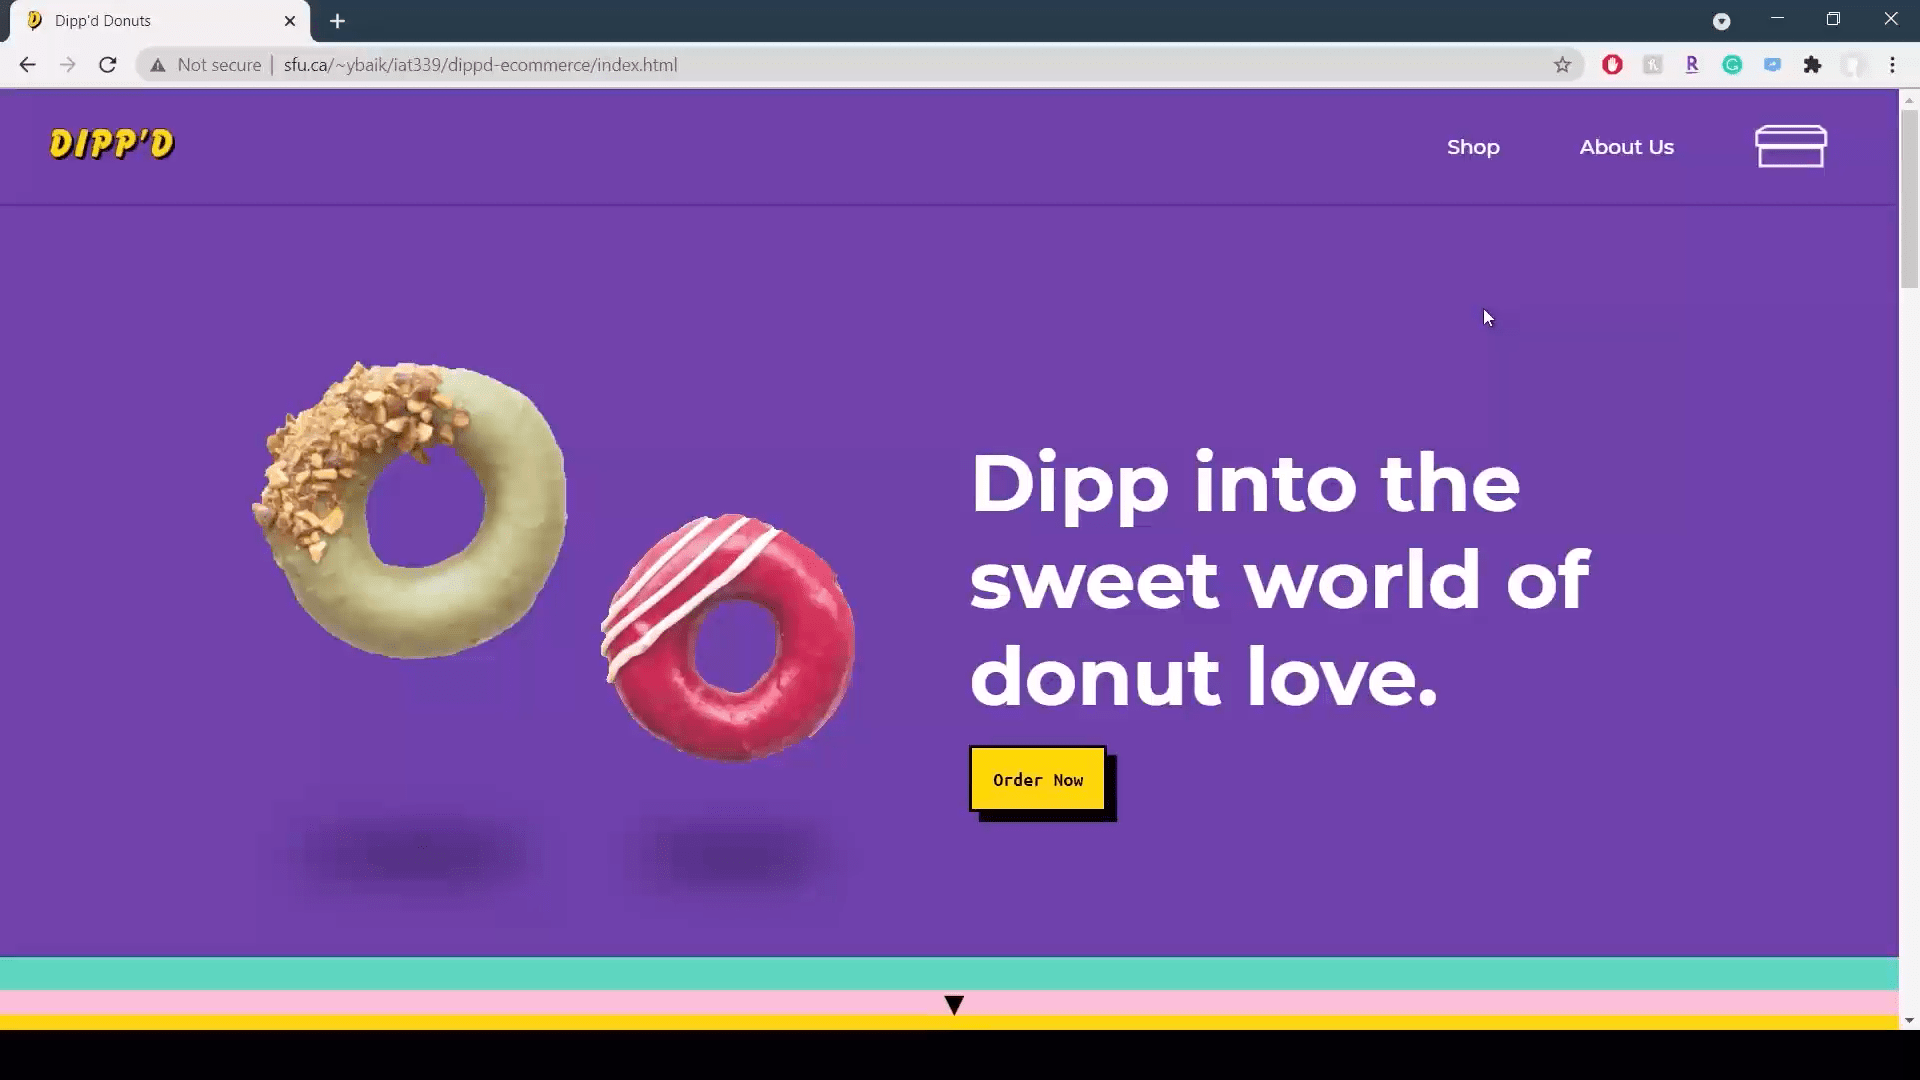 Dipp'd Donuts
Not secure
sfu.ca/~ybaik/iat339/dippd-ecommerce/index.html
DIPP'D
Shop
About Us
Dipp into the
sweet world of
donut love.
Order Now